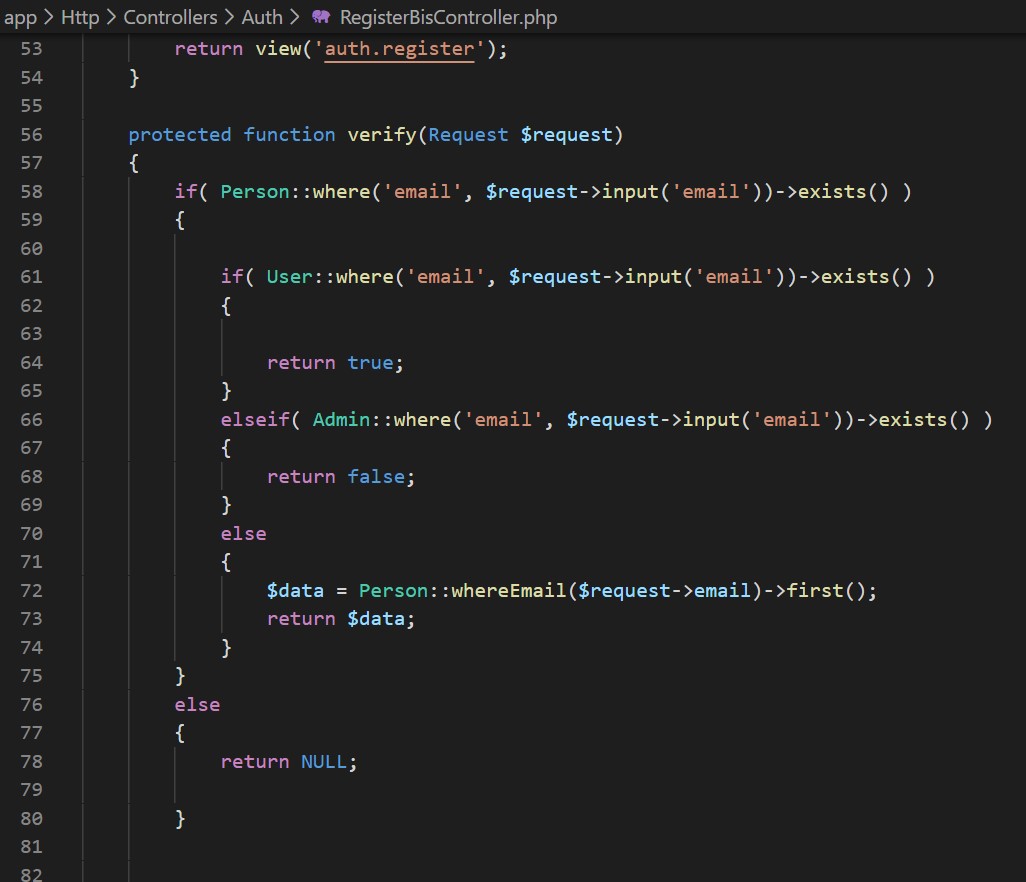 app > Http > Controllers > Auth > RegisterBisController.php
53 return view('auth.register');
54 }
55
56 protected function verify(Request $request)
57 {
58 if( Person::where('email', $request->input('email'))->exists() )
59 {
60
61 if( User::where('email', $request->input('email'))->exists() )
62 {
63
64 return true;
65 }
66 elseif( Admin::where('email', $request->input('email'))->exists() )
67 {
68 return false;
69 }
70 else
71 {
72 $data = Person::whereEmail($request->email)->first();
73 return $data;
74 }
75 }
76 else
77 {
78 return NULL;
79
80 }
81
82